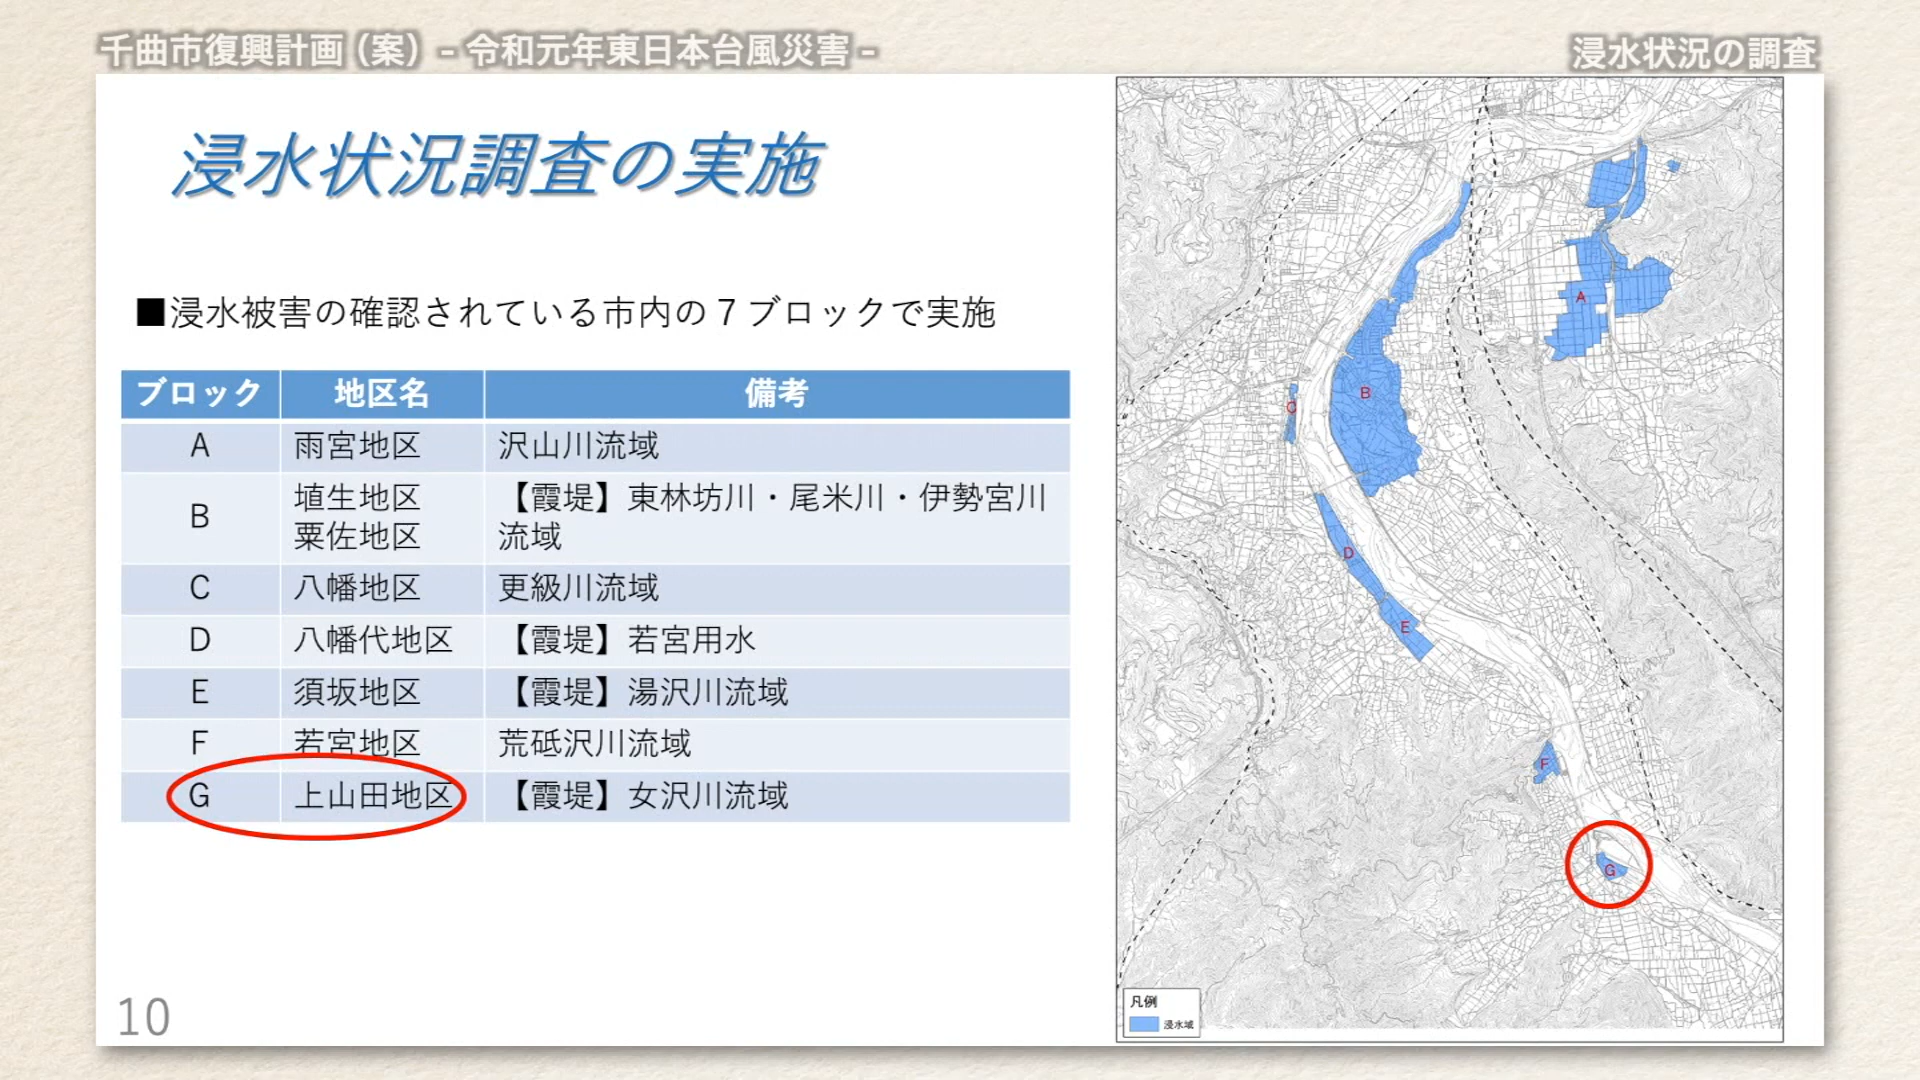 千曲市復興計画（案）- 令和元年東日本台風災害 -
浸水状況の調査
浸水状況調査の実施
■浸水被害の確認されている市内の７ブロックで実施
ブロック 地区名 備考
A 雨宮地区 沢山川流域
B 埴生地区 粟佐地区 【霞堤】東林坊川・尾米川・伊勢宮川
流域
C 八幡地区 更級川流域
D 八幡代地区 【霞堤】若宮用水
E 須坂地区 【霞堤】湯沢川流域
F 若宮地区 荒砥沢川流域
G 上山田地区 【霞堤】女沢川流域
10
A
B
C
D
E
F
G
凡例
浸水域